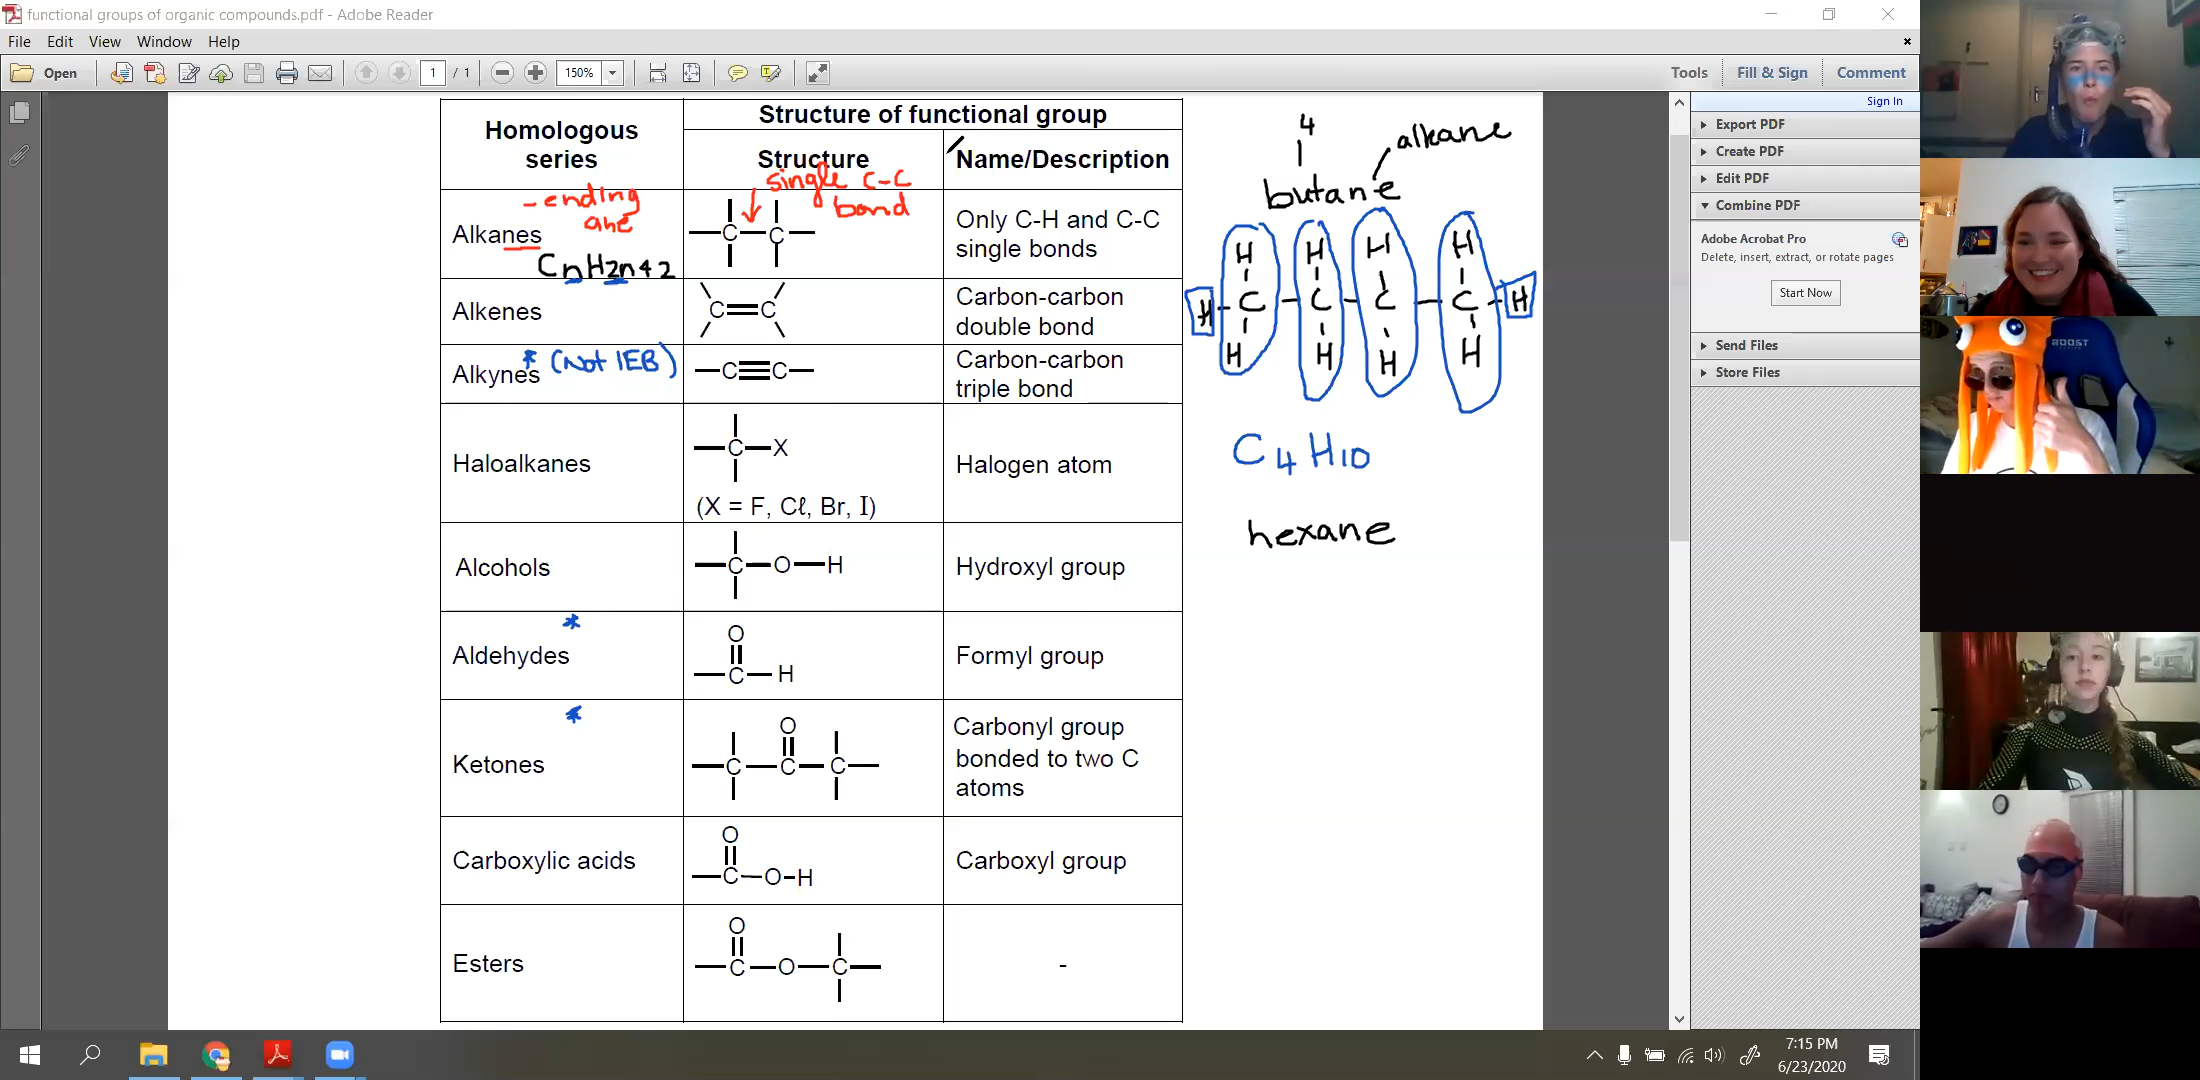 functional groups of organic compounds.pdf - Adobe Reader
File Edit View Window Help
Open 1 / 1 150% Tools Fill & Sign Comment
Sign In
Export PDF
Create PDF
Edit PDF
Combine PDF
Adobe Acrobat Pro
Delete, insert, extract, or rotate pages
Start Now
Send Files
Store Files
Homologous series
Structure of functional group
Structure
Name/Description
single C-C
bond
- ending
ane
Alkanes
CnH2n+2
C C
Only C-H and C-C
single bonds
Alkenes
C C
Carbon-carbon
double bond
Alkynes * (Not IEB)
C C
Carbon-carbon
triple bond
Haloalkanes
C X
(X = F, Cℓ, Br, I)
Halogen atom
Alcohols
C O H
Hydroxyl group
*
Aldehydes
O
C H
Formyl group
*
Ketones
O
C C C
Carbonyl group
bonded to two C
atoms
Carboxylic acids
O
C O H
Carboxyl group
Esters
O
C O C
-
4
alkane
butane
H H H H
H C C C C H
H H H H
C4H10
hexane
BOOST
7:15 PM
6/23/2020